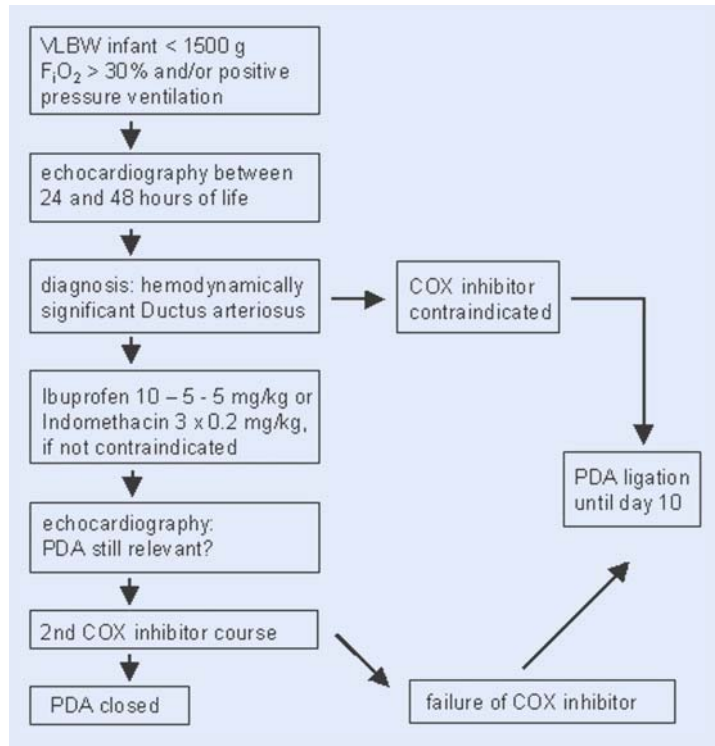 VLBW infant < 1500 g
FiO2 > 30% and/or positive
pressure ventilation
echocardiography between
24 and 48 hours of life
diagnosis: hemodynamically
significant Ductus arteriosus
COX inhibitor
contraindicated
Ibuprofen 10 – 5 - 5 mg/kg or
Indomethacin 3 x 0.2 mg/kg,
if not contraindicated
PDA ligation
until day 10
echocardiography:
PDA still relevant?
2nd COX inhibitor course
PDA closed
failure of COX inhibitor